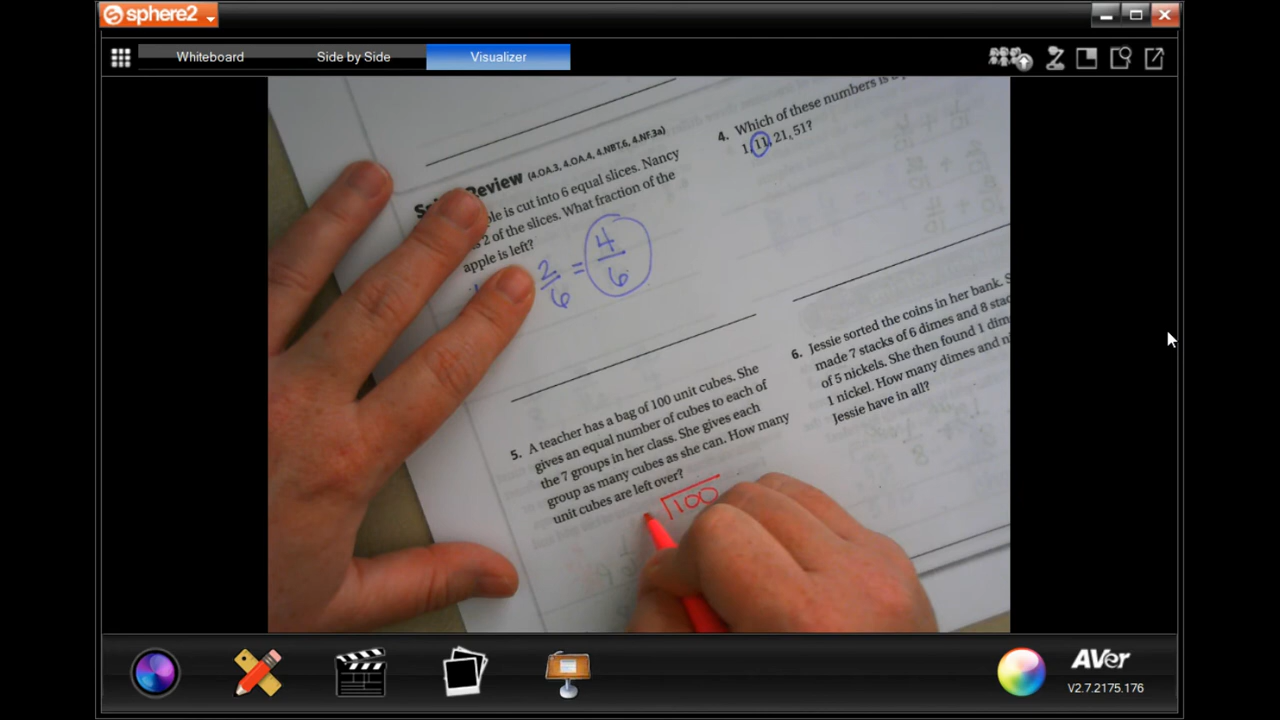 sphere2
Whiteboard
Side by Side
Visualizer
Review (4.OA.3, 4.OA.4, 4.NBT.6, 4.NF.3a)
is cut into 6 equal slices. Nancy
2 of the slices. What fraction of the
apple is left?
2/6 = 4/6
4. Which of these numbers is a
1, 11, 21, 51?
5. A teacher has a bag of 100 unit cubes. She
gives an equal number of cubes to each of
the 7 groups in her class. She gives each
group as many cubes as she can. How many
unit cubes are left over?
100
6. Jessie sorted the coins in her bank.
made 7 stacks of 6 dimes and 8
of 5 nickels. She then found 1
1 nickel. How many dimes and
Jessie have in all?
AVer
V2.7.2175.176